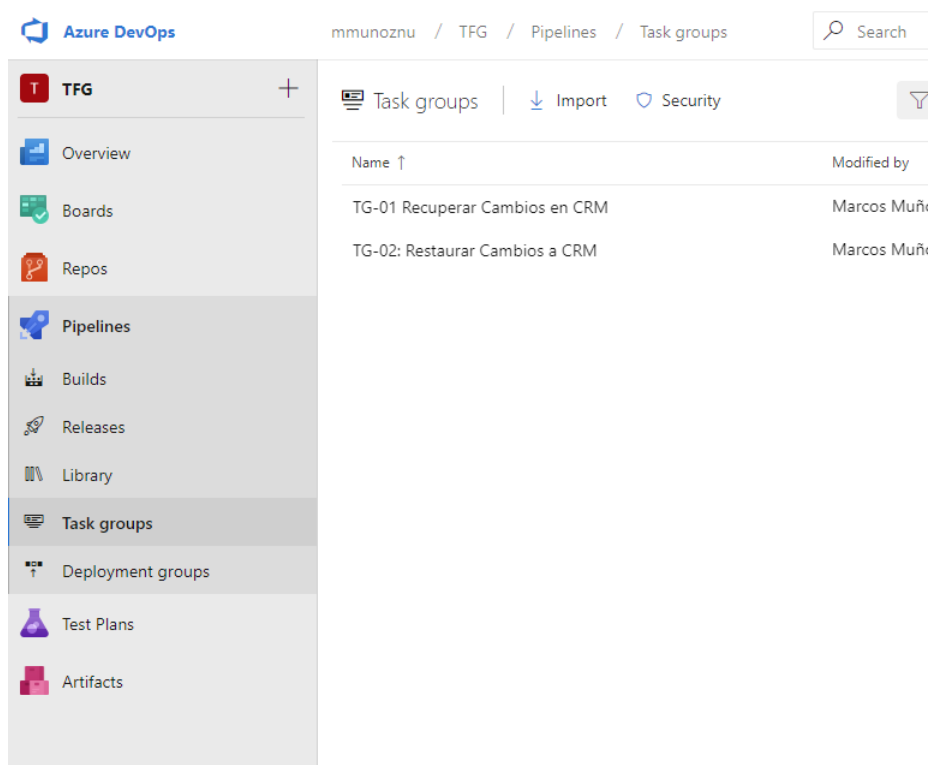 Azure DevOps
mmunoznu / TFG / Pipelines / Task groups
Search
T TFG
Task groups
Import
Security
Overview
Boards
Repos
Pipelines
Builds
Releases
Library
Task groups
Deployment groups
Test Plans
Artifacts
Name ↑ Modified by
TG-01 Recuperar Cambios en CRM Marcos
TG-02: Restaurar Cambios a CRM Marcos